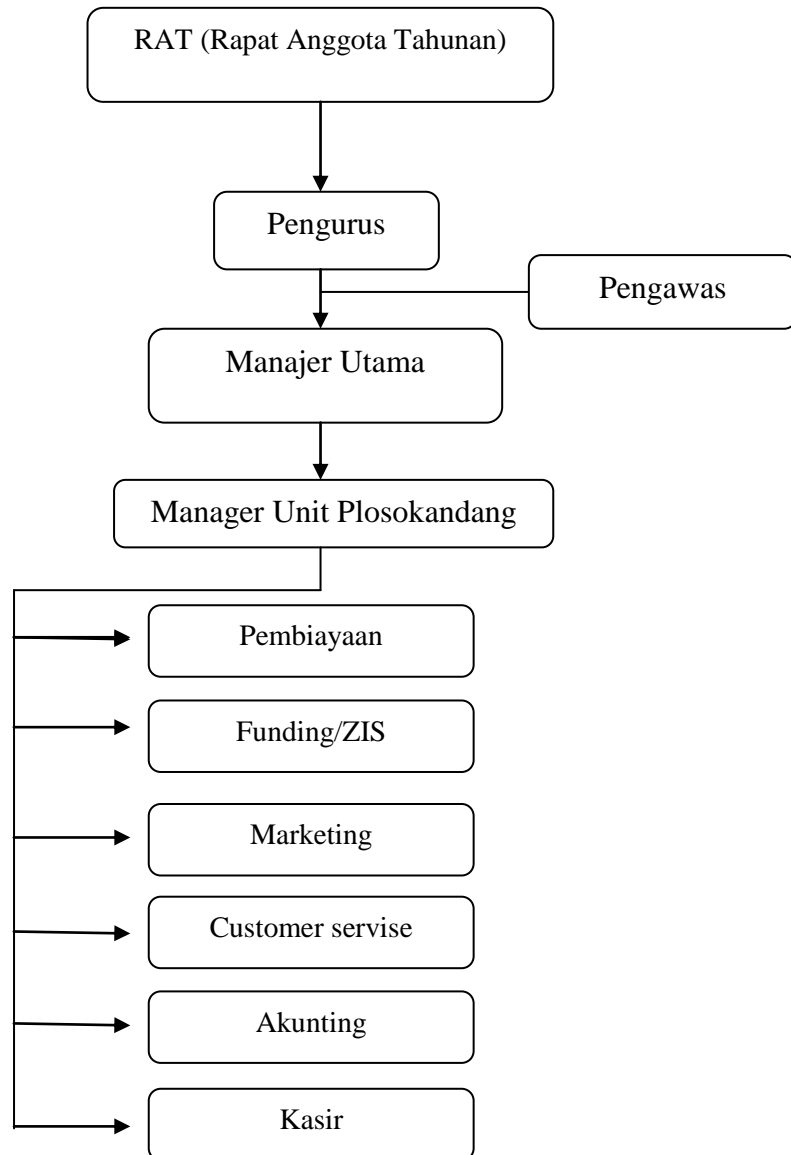 RAT (Rapat Anggota Tahunan)
Pengurus
Pengawas
Manajer Utama
Manager Unit Plosokandang
Pembiayaan
Funding/ZIS
Marketing
Customer servise
Akunting
Kasir